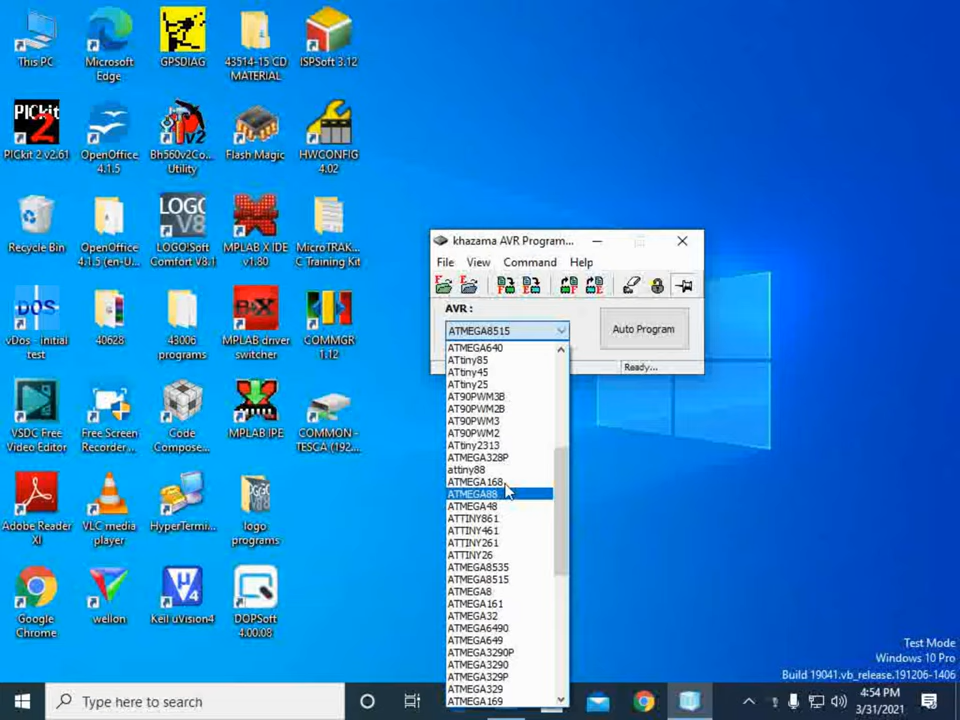 This PC
Microsoft
Edge
GPSDIAG
43514-15 CD
MATERIAL
ISPSoft 3.12
PICkit
2
PICkit 2 v2.61
OpenOffice
4.1.5
v2
Bh560v2Co...
Utility
Flash Magic
HWCONFIG
4.02
Recycle Bin
OpenOffice
4.1.5 (en-U...
LOGO!
V8
LOGO!Soft
Comfort V8.1
MPLAB X IDE
v1.80
MicroTRAK...
C Training Kit
DOS
vDos - initial
test
40628
43006
programs
MPLAB driver
switcher
COMMGR
1.12
VSDC Free
Video Editor
Free Screen
Recorder...
Code
Compose...
MPLAB IPE
COMMON -
TESCA (192...
Adobe Reader
XI
VLC media
player
HyperTermi...
logo
programs
Google
Chrome
wellon
µV
4
Keil uVision4
DOPSoft
4.00.08
khazama AVR Program...
File View Command Help
AVR :
ATMEGA8515
Auto Program
Ready...
ATMEGA640
ATtiny85
ATtiny45
ATtiny25
AT90PWM3B
AT90PWM2B
AT90PWM3
AT90PWM2
ATtiny2313
ATMEGA328P
attiny88
ATMEGA168
ATMEGA88
ATMEGA48
ATTINY861
ATTINY461
ATTINY261
ATTINY26
ATMEGA8535
ATMEGA8515
ATMEGA8
ATMEGA161
ATMEGA32
ATMEGA6490
ATMEGA649
ATMEGA3290P
ATMEGA3290
ATMEGA329P
ATMEGA329
ATMEGA169
Test Mode
Windows 10 Pro
Build 19041.vb_release.191206-1406
Type here to search
4:54 PM
3/31/2021